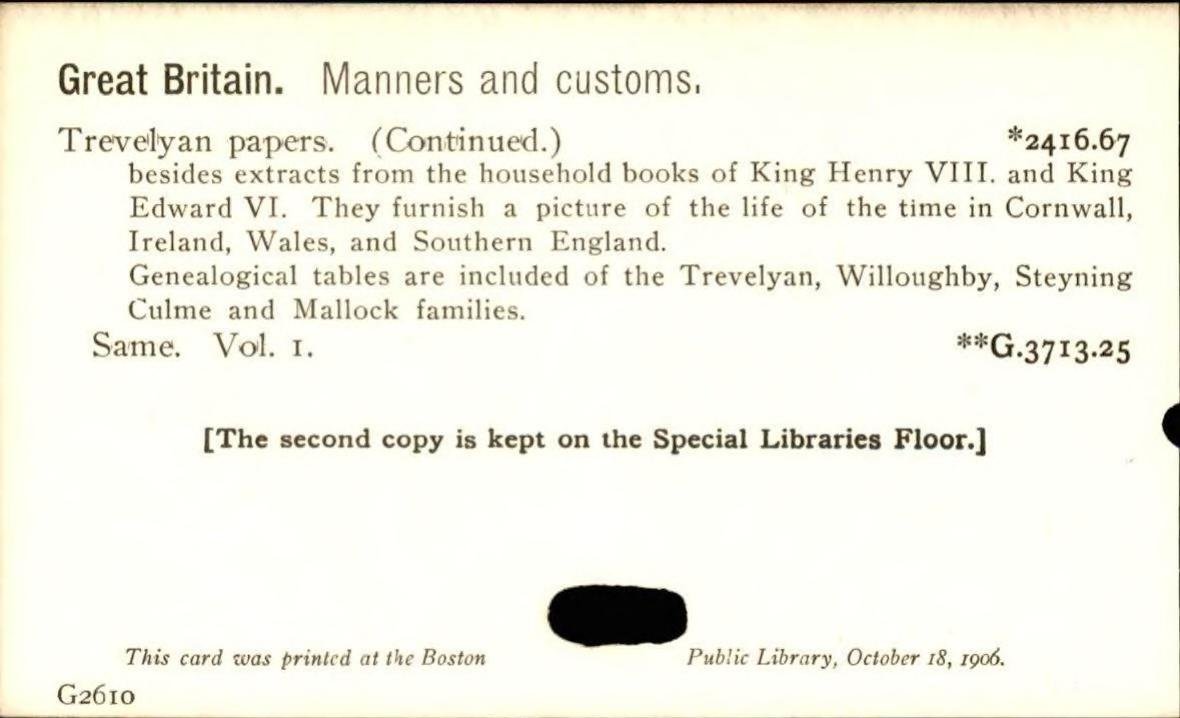 Great Britain. Manners and customs.
Trevelyan papers. (Continued.) *2416.67
besides extracts from the household books of King Henry VIII. and King
Edward VI. They furnish a picture of the life of the time in Cornwall,
Ireland, Wales, and Southern England.
Genealogical tables are included of the Trevelyan, Willoughby, Steyning
Culme and Mallock families.
Same. Vol. 1. **G.3713.25
[The second copy is kept on the Special Libraries Floor.]
This card was printed at the Boston Public Library, October 18, 1906.
G2610